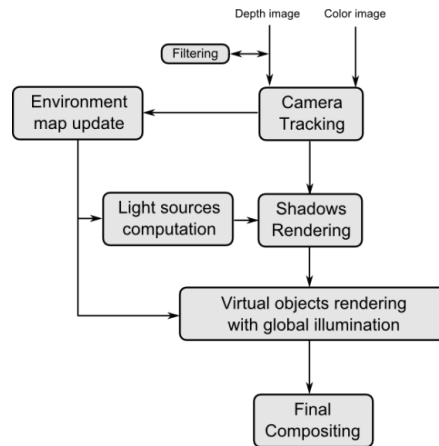 Depth image
Color image
Filtering
Environment
map update
Camera
Tracking
Light sources
computation
Shadows
Rendering
Virtual objects rendering
with global illumination
Final
Compositing